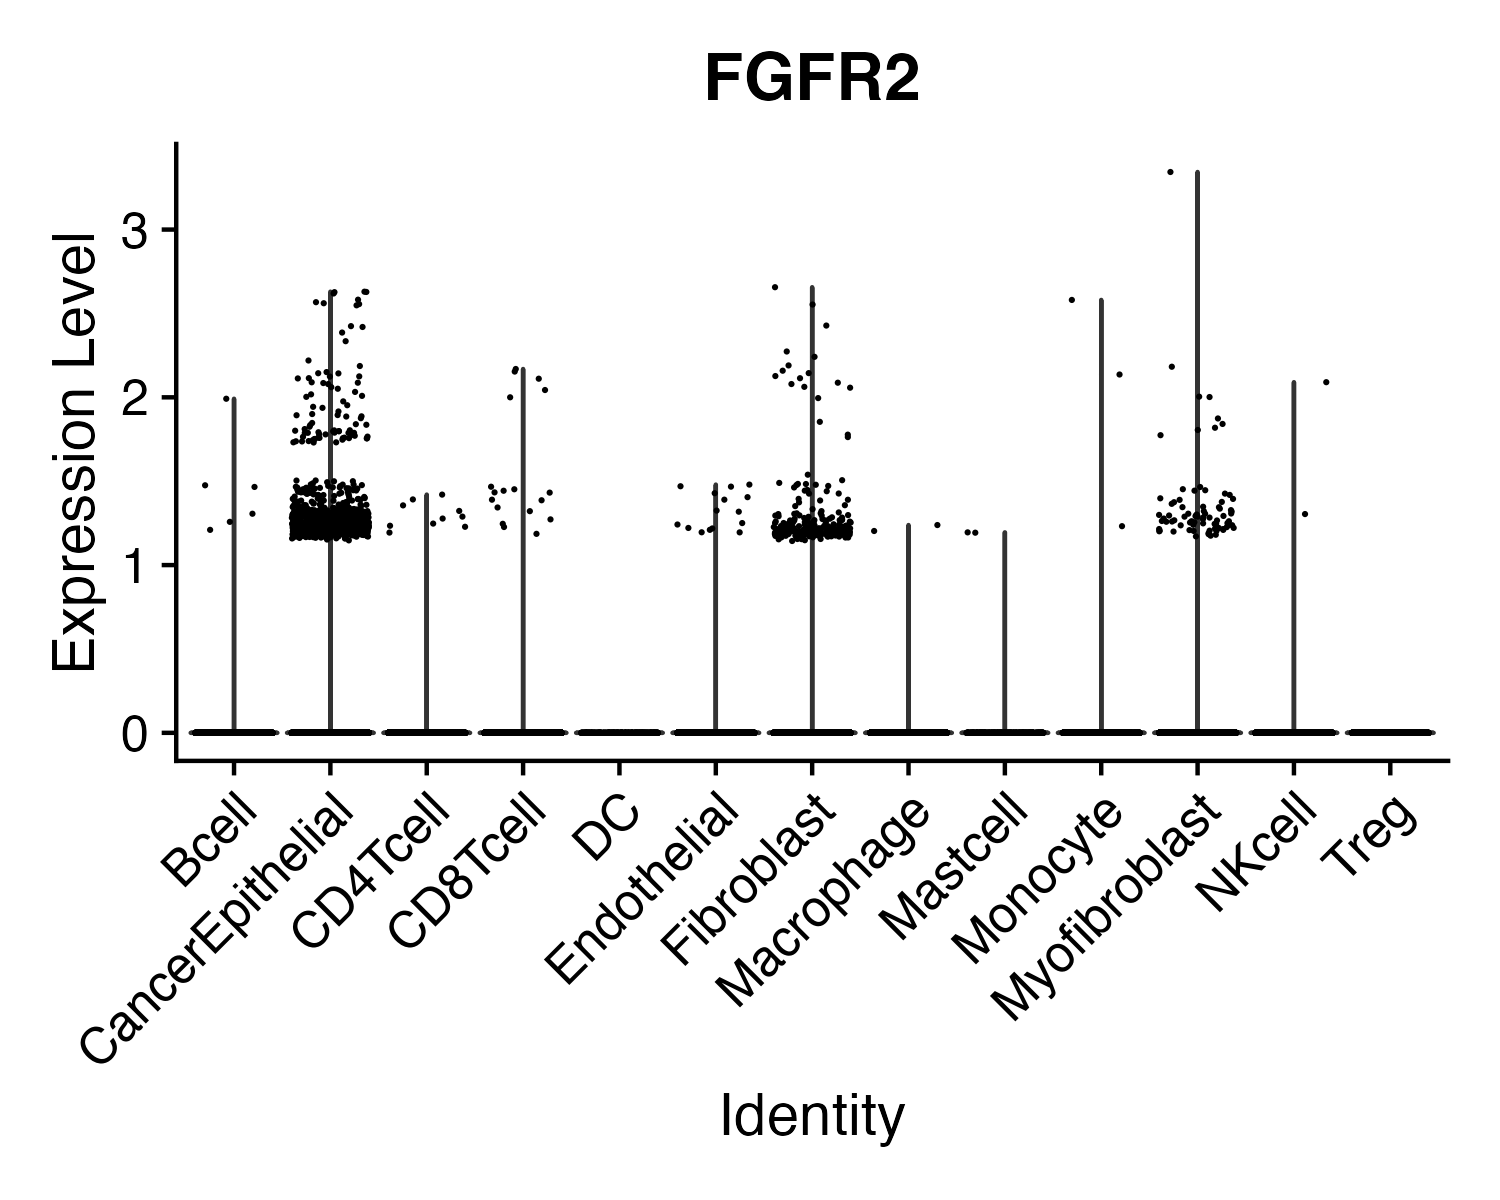 FGFR2
Expression Level
3
2
1
0
Bcell
CancerEpithelial
CD4Tcell
CD8Tcell
DC
Endothelial
Fibroblast
Macrophage
Mastcell
Monocyte
Myofibroblast
NKcell
Treg
Identity